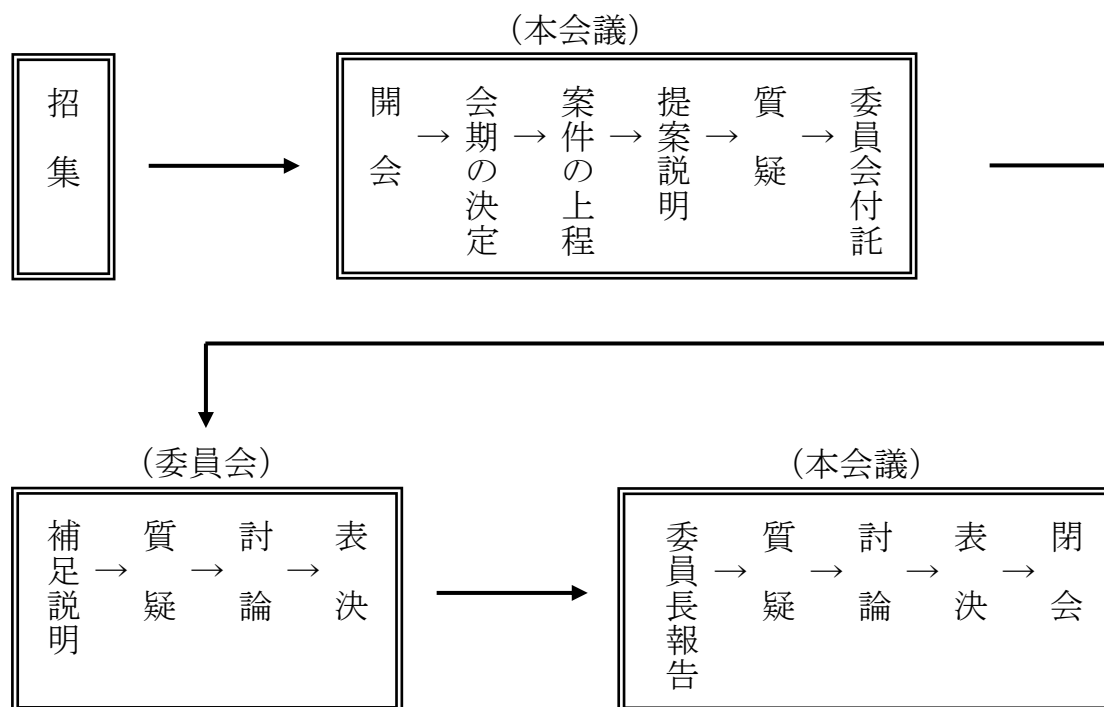 (本会議)
招集
開会
→
会期の決定
→
案件の上程
→
提案説明
→
質疑
→
委員会付託
(委員会)
補足説明
→
質疑
→
討論
→
表決
(本会議)
委員長報告
→
質疑
→
討論
→
表決
→
閉会